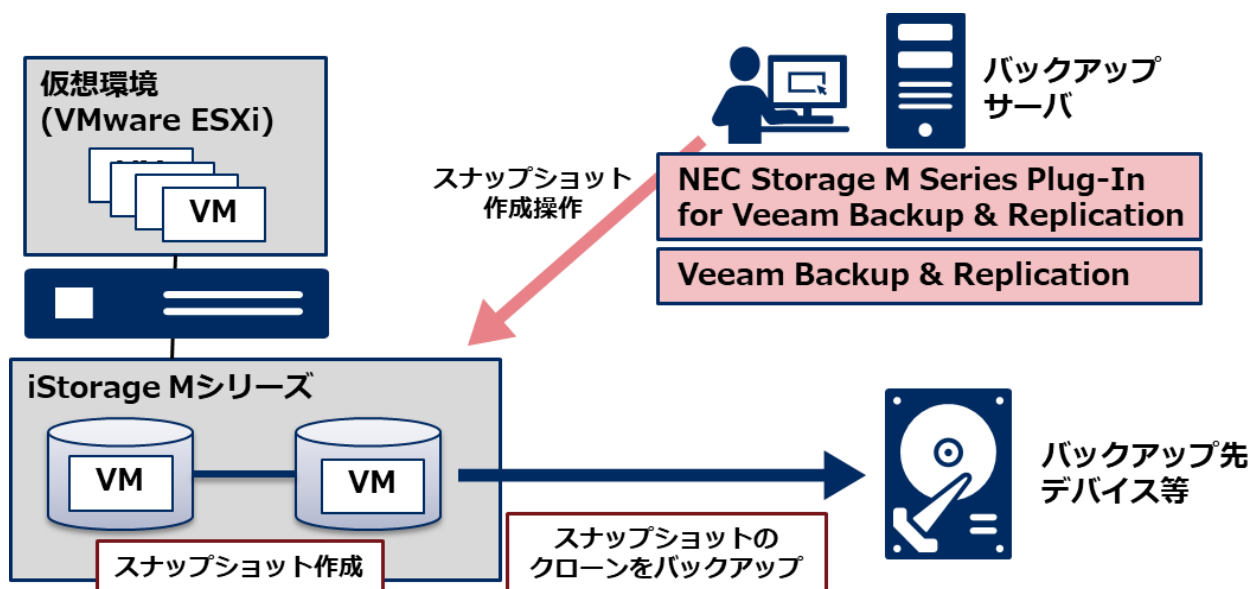 仮想環境
(VMware ESXi)
VM
バックアップ
サーバ
スナップショット
作成操作
NEC Storage M Series Plug-In
for Veeam Backup & Replication
Veeam Backup & Replication
iStorage Mシリーズ
VM
VM
バックアップ先
デバイス等
スナップショット作成
スナップショットの
クローンをバックアップ